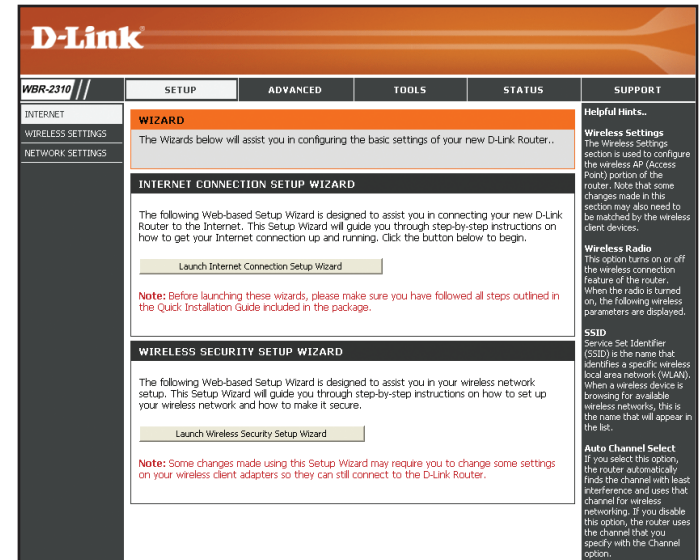 D-Link
WBR-2310 //
SETUP
ADVANCED
TOOLS
STATUS
SUPPORT
INTERNET
WIRELESS SETTINGS
NETWORK SETTINGS
WIZARD
The Wizards below will assist you in configuring the basic settings of your new D-Link Router..
INTERNET CONNECTION SETUP WIZARD
The following Web-based Setup Wizard is designed to assist you in connecting your new D-Link
Router to the Internet. This Setup Wizard will guide you through step-by-step instructions on
how to get your Internet connection up and running. Click the button below to begin.
Launch Internet Connection Setup Wizard
Note: Before launching these wizards, please make sure you have followed all steps outlined in
the Quick Installation Guide included in the package.
WIRELESS SECURITY SETUP WIZARD
The following Web-based Setup Wizard is designed to assist you in your wireless network
setup. This Setup Wizard will guide you through step-by-step instructions on how to set up
your wireless network and how to make it secure.
Launch Wireless Security Setup Wizard
Note: Some changes made using this Setup Wizard may require you to change some settings
on your wireless client adapters so they can still connect to the D-Link Router.
Helpful Hints..
Wireless Settings
The Wireless Settings
section is used to configure
the wireless AP (Access
Point) portion of the
router. Note that some
changes made in this
section may also need to
be matched by the wireless
client devices.
Wireless Radio
This option turns on or off
the wireless connection
feature of the router.
When the radio is turned
on, the following wireless
parameters are displayed.
SSID
Service Set Identifier
(SSID) is the name that
identifies a specific wireless
local area network (WLAN).
When a wireless device is
browsing for available
wireless networks, this is
the name that will appear in
the list.
Auto Channel Select
If you select this option,
the router automatically
finds the channel with least
interference and uses that
channel for wireless
networking. If you disable
this option, the router uses
the channel that you
specify with the Channel
option.